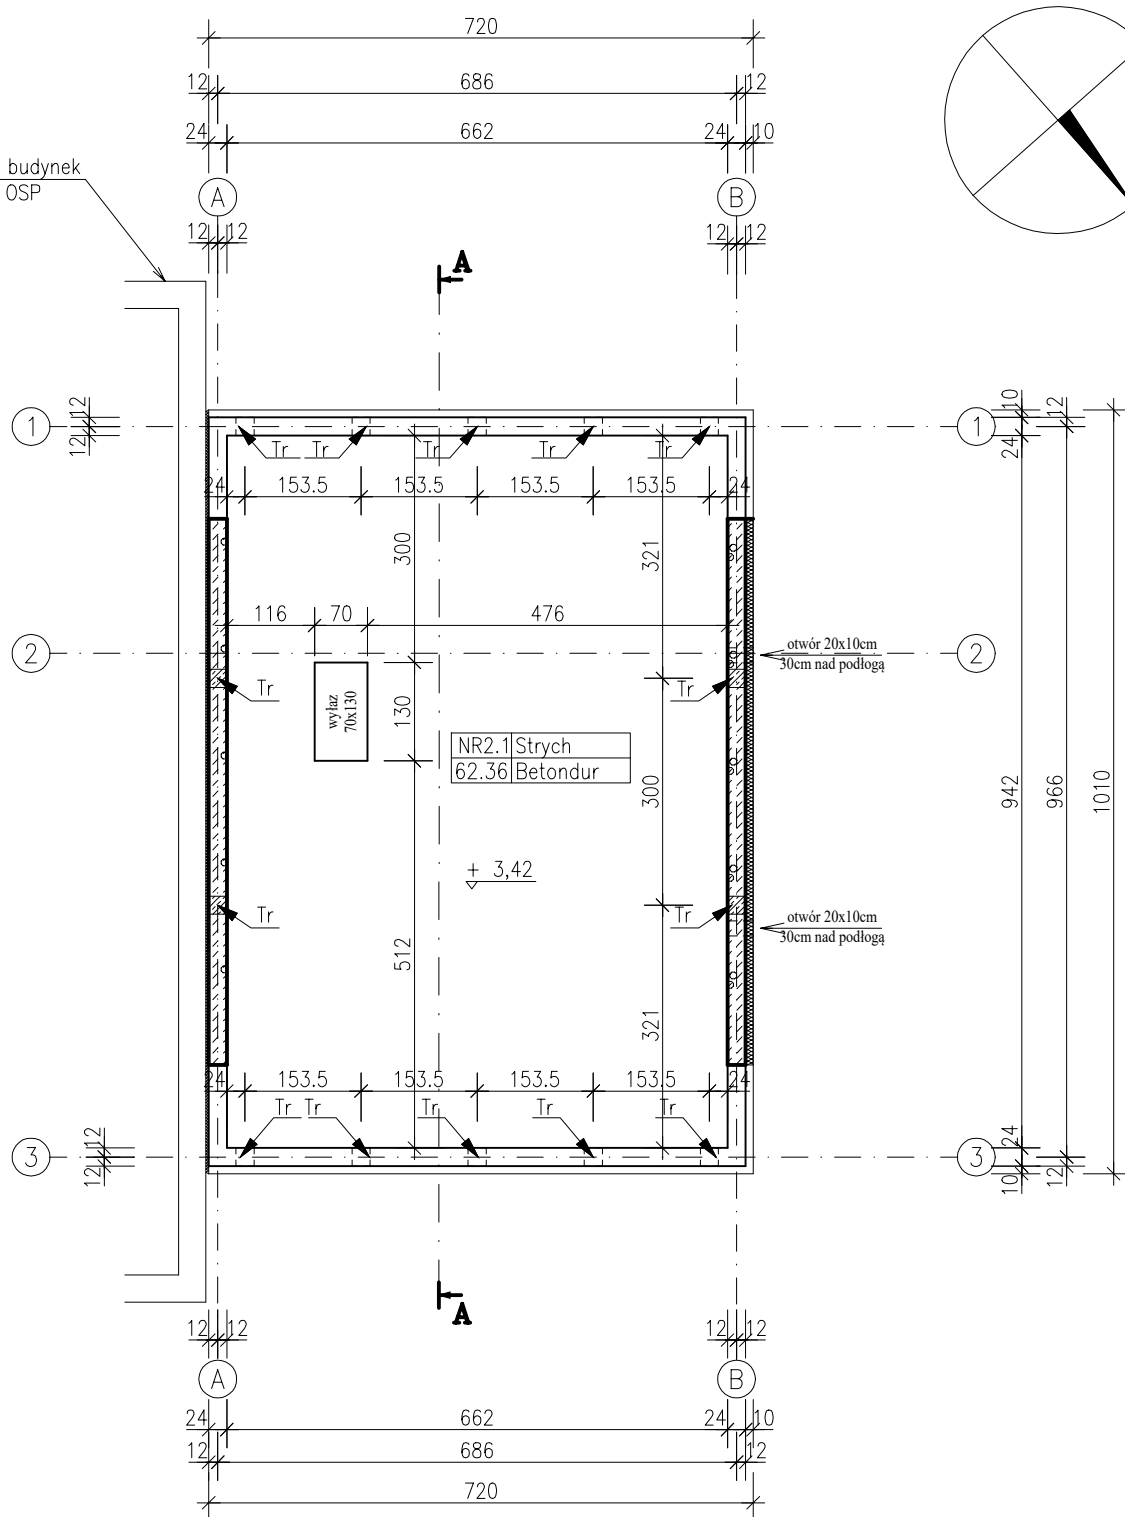 720
12 686 12
24 662 24 10
budynek
OSP
A B
12 12 12 12
A
1 12 12 1 10 24 12
Tr Tr Tr Tr Tr
24 153.5 153.5 153.5 153.5 24
300 321
116 70 476
2 2
otwór 20x10cm
30cm nad podłogą
Tr Tr
wyłaz
70x130
130
NR2.1 Strych
62.36 Betondur
300
942 966 1010
+ 3,42
Tr Tr
otwór 20x10cm
30cm nad podłogą
512
321
24 153.5 153.5 153.5 153.5 24
Tr Tr Tr Tr Tr
3 12 12 3 24 10 12
A
12 12 12 12
A B
24 662 24 10
12 686 12
720